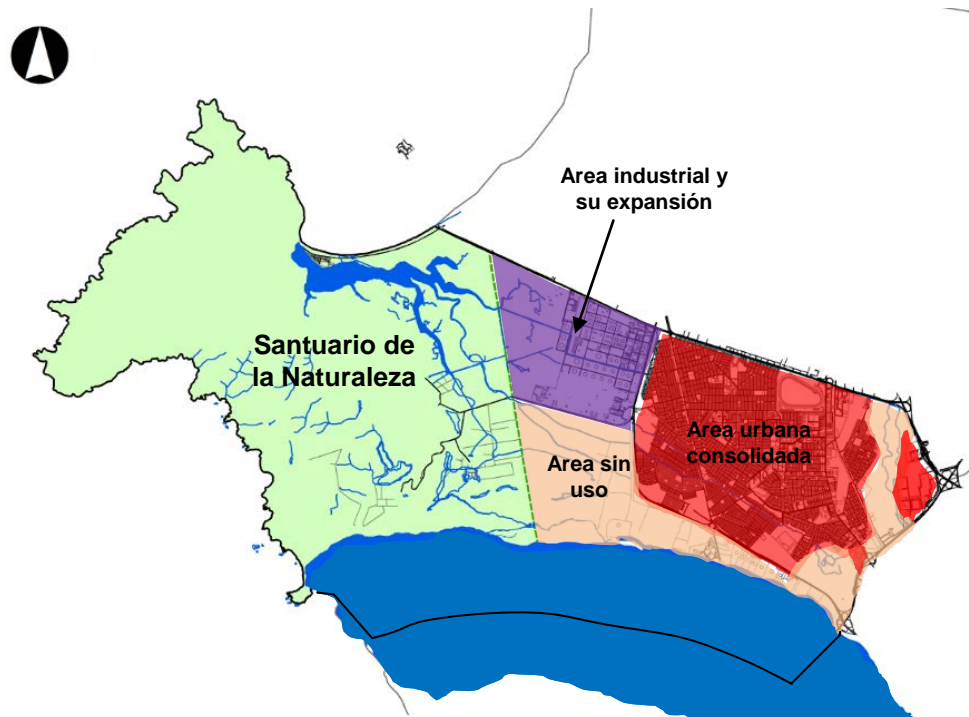 Area industrial y
su expansión
Santuario de
la Naturaleza
Area urbana
consolidada
Area sin
uso